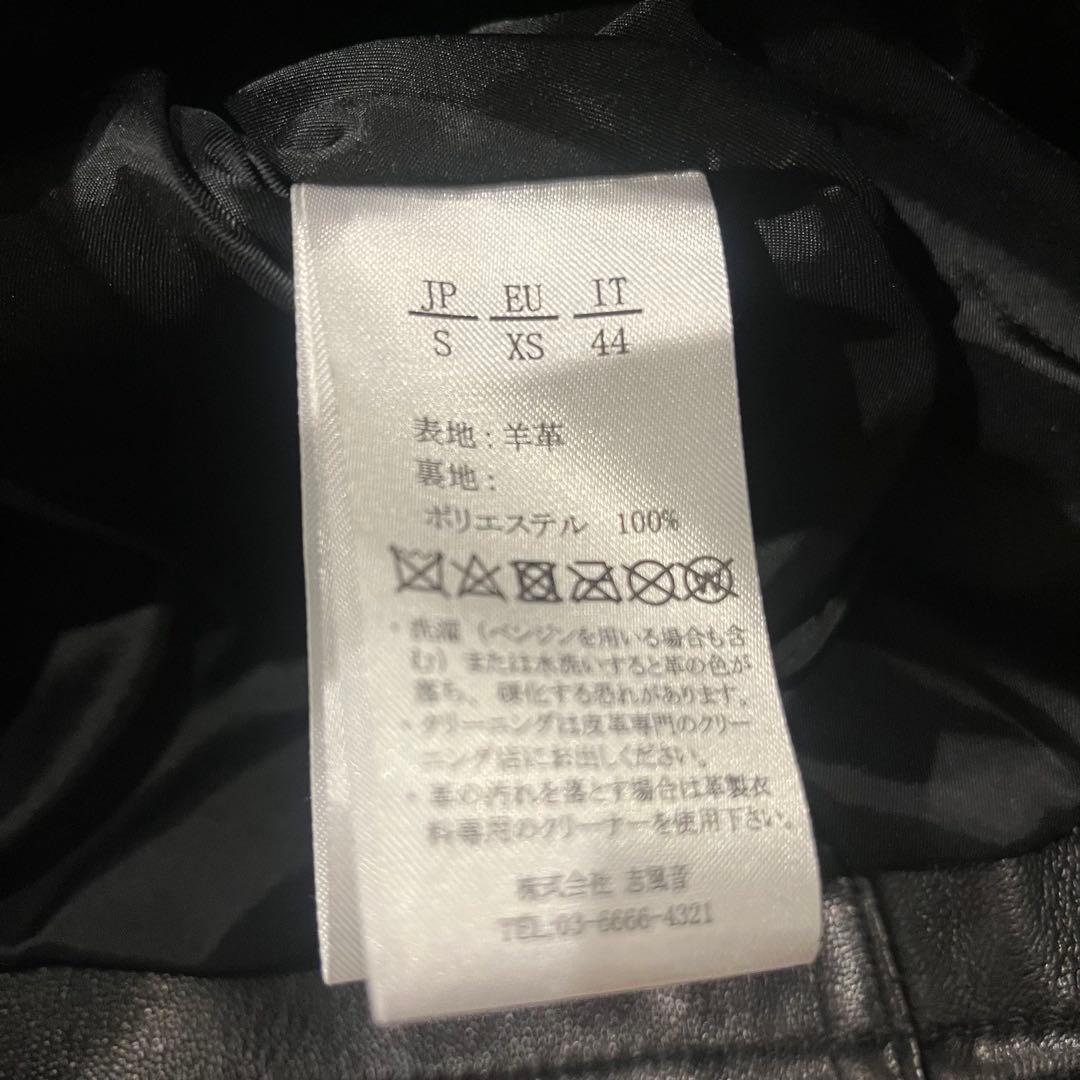 JP EU IT
S XS 44
表地：羊革
裏地：
ポリエステル 100%
・洗濯（ベンジンを用いる場合も含
む）または水洗いすると革の色が
落ち、硬化する恐れがあります。
・クリーニングは皮革専門のクリー
ニング店にお出しください。
・革の汚れを落とす場合は革製衣
料専用のクリーナーを使用下さい。
株式会社 吉風音
TEL:03-6666-4321